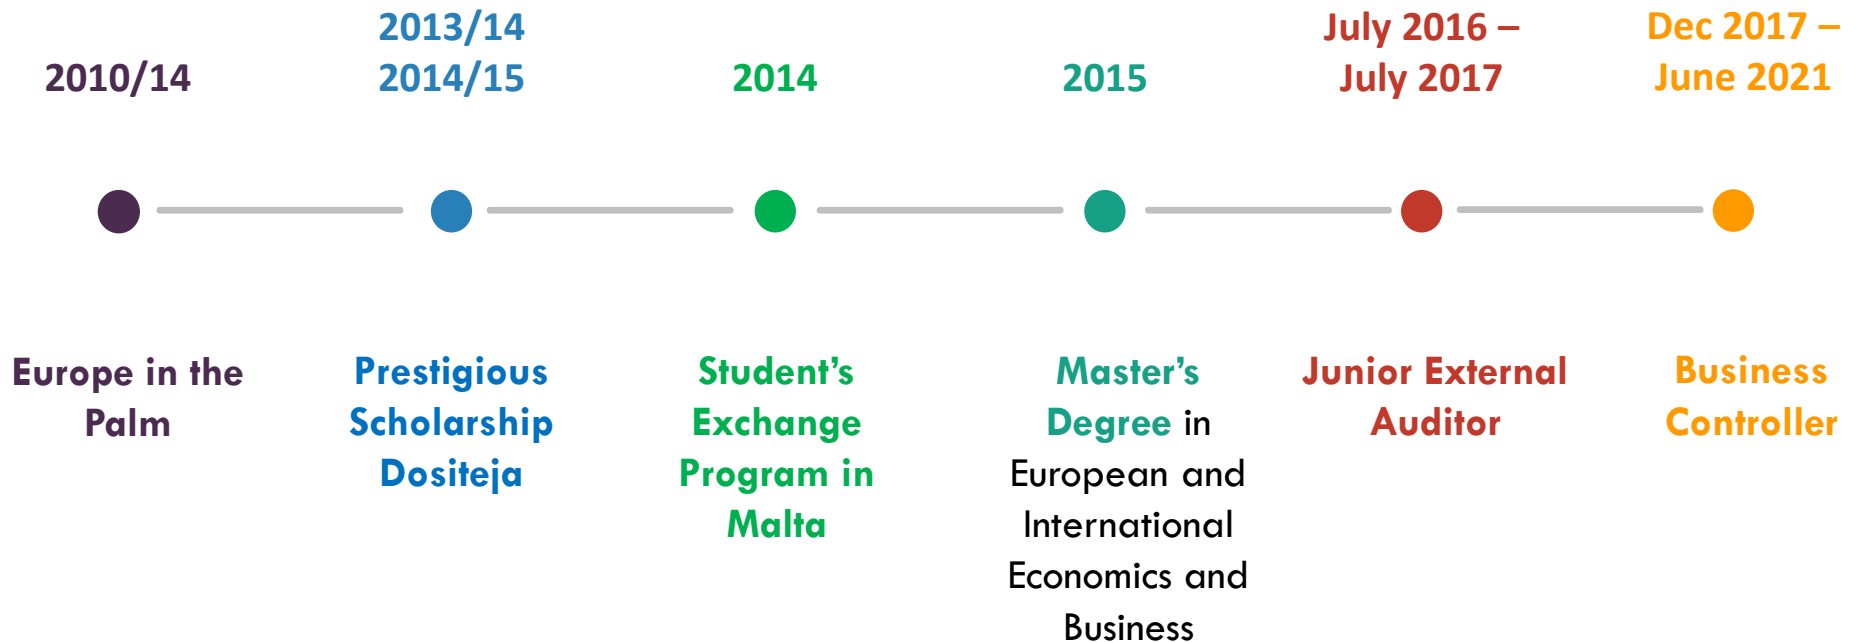 2010/14
2013/14
2014/15
2014
2015
July 2016 –
July 2017
Dec 2017 –
June 2021
Europe in the
Palm
Prestigious
Scholarship
Dositeja
Student’s
Exchange
Program in
Malta
Master’s
Degree in
European and
International
Economics and
Business
Junior External
Auditor
Business
Controller